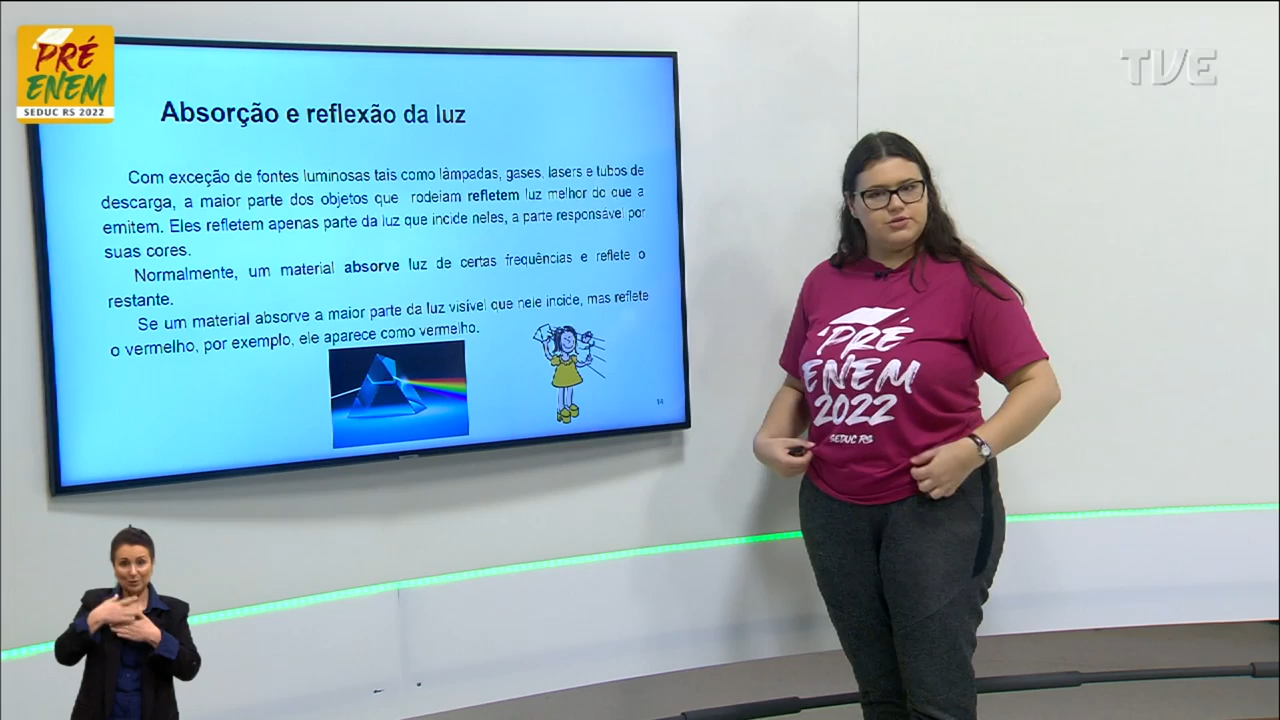 PRÉ
ENEM
SEDUC RS 2022
TVE
Absorção e reflexão da luz
Com exceção de fontes luminosas tais como lâmpadas, gases, lasers e tubos de
descarga, a maior parte dos objetos que rodeiam refletem luz melhor do que a
emitem. Eles refletem apenas parte da luz que incide neles, a parte responsável por
suas cores.
Normalmente, um material absorve luz de certas frequências e reflete o
restante.
Se um material absorve a maior parte da luz visível que nele incide, mas reflete
o vermelho, por exemplo, ele aparece como vermelho.
14
PRÉ
ENEM
2022
SEDUC RS